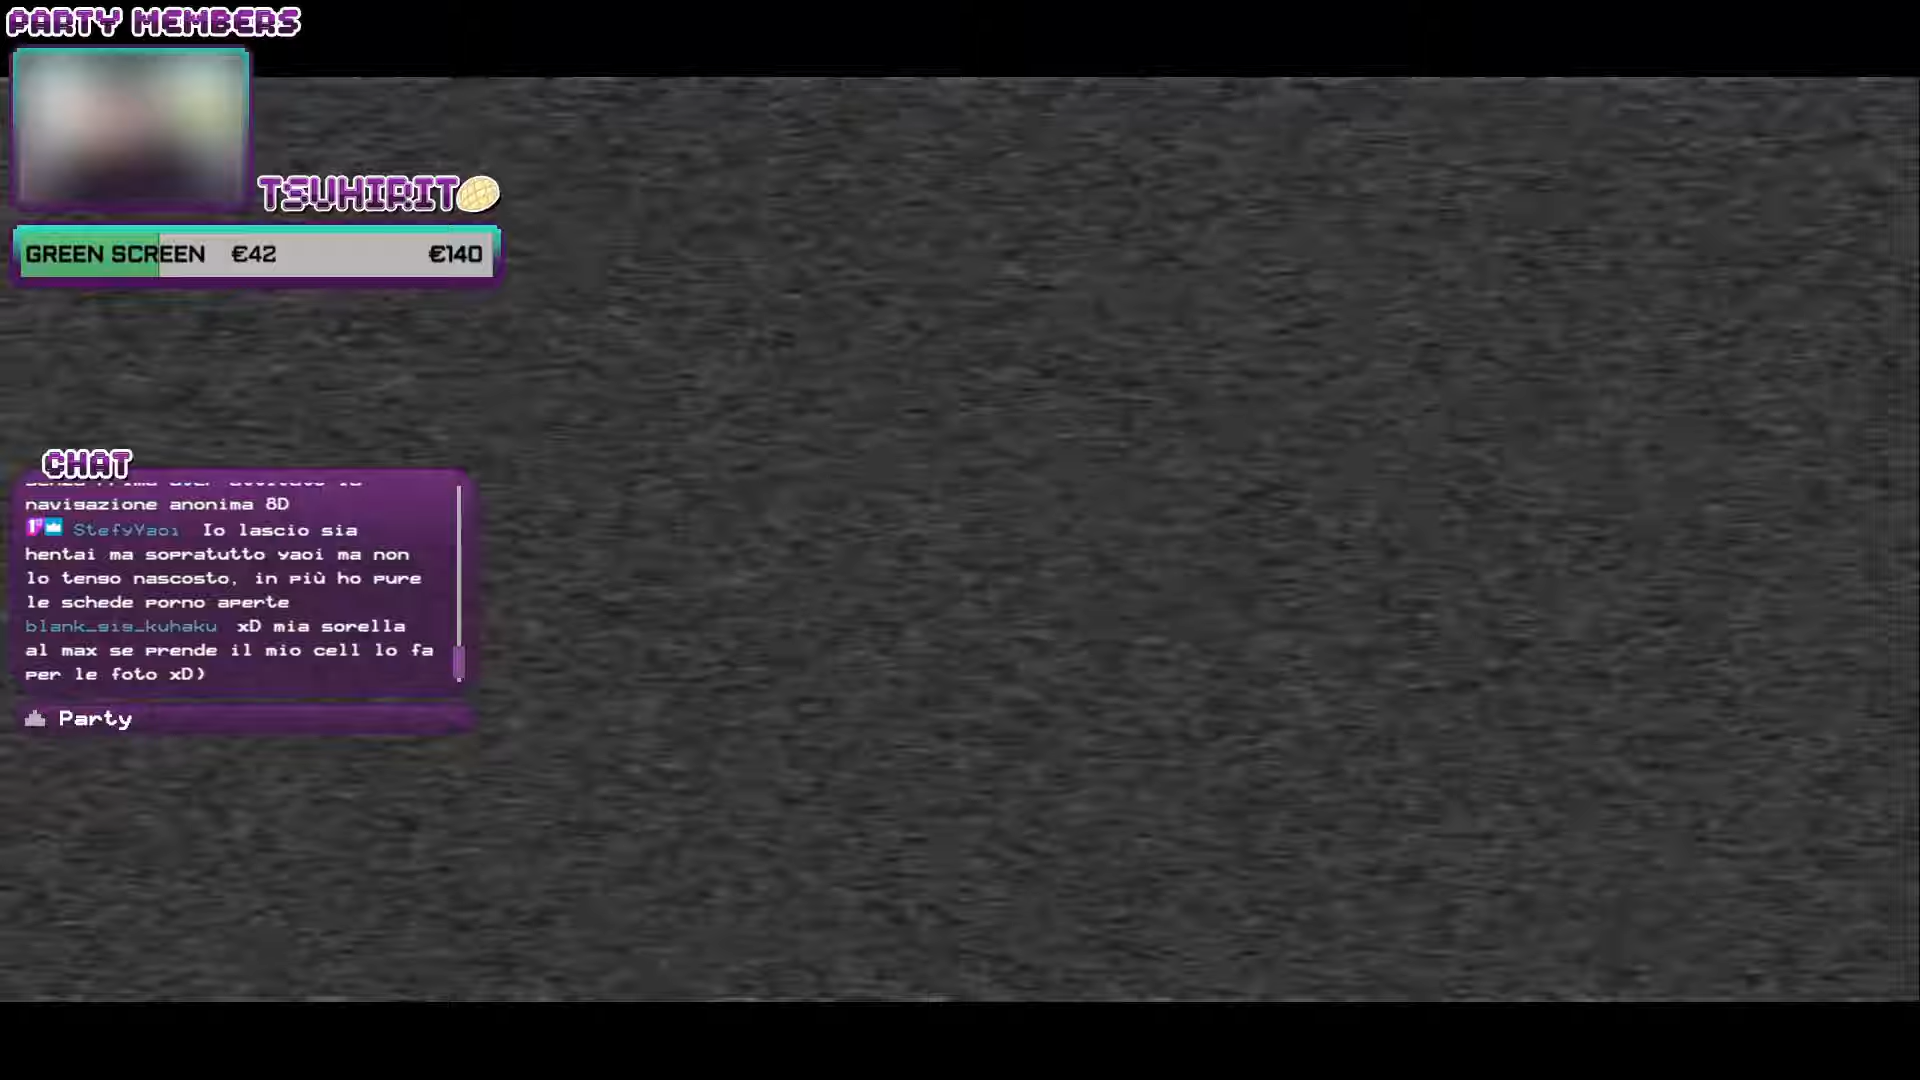 PARTY MEMBERS
TSUHIRIT
GREEN SCREEN €42 €140
CHAT
navigazione anonima 8D
StefyYaoi Io lascio sia
hentai ma sopratutto yaoi ma non
lo tengo nascosto, in più ho pure
le schede porno aperte
blank_sis_kuhaku xD mia sorella
al max se prende il mio cell lo fa
per le foto xD)
Party